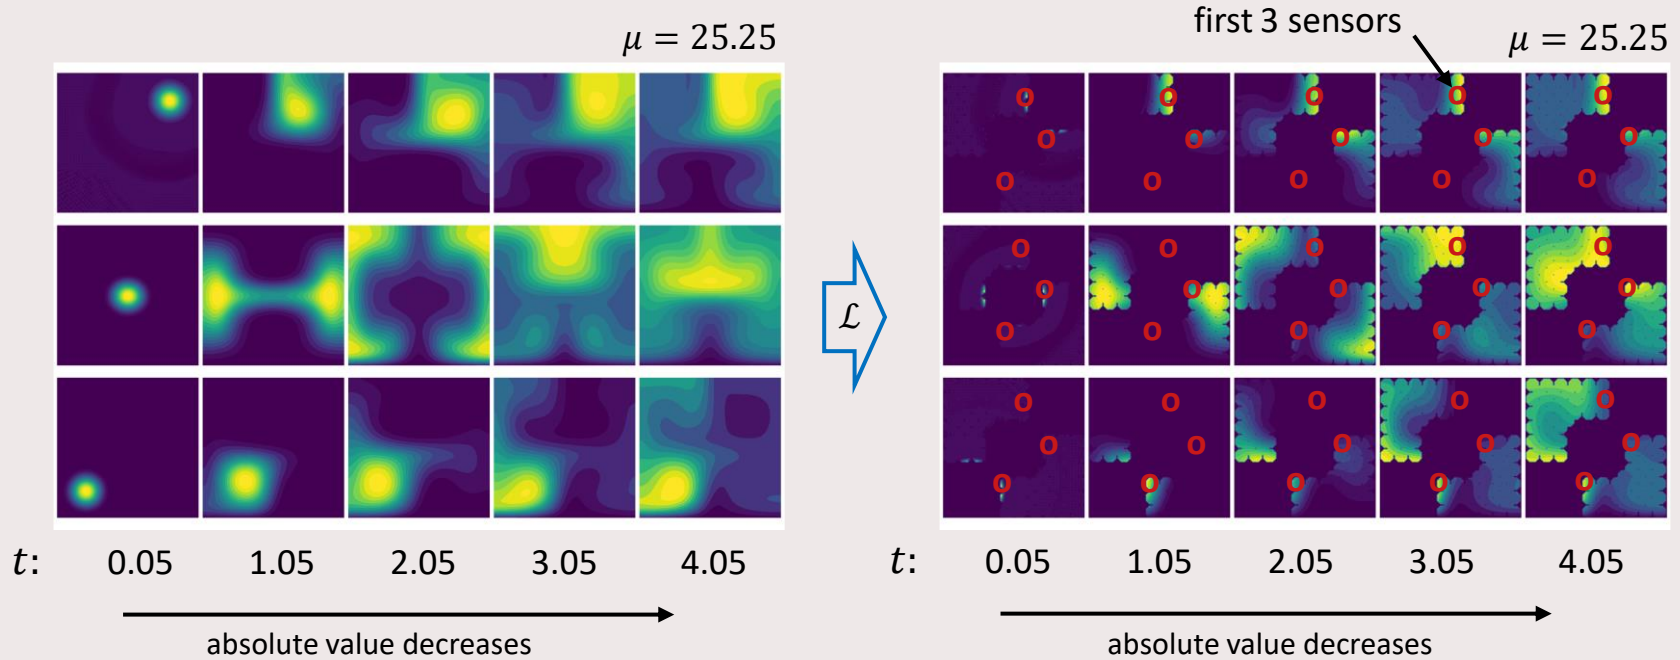 first 3 sensors
μ = 25.25
μ = 25.25
O O O O O
O O O O O
O O O O O
O O O O O
O O O O O
O O O O O
ℒ
O O O O O
O O O O O
O O O O O
t: 0.05 1.05 2.05 3.05 4.05
t: 0.05 1.05 2.05 3.05 4.05
absolute value decreases
absolute value decreases